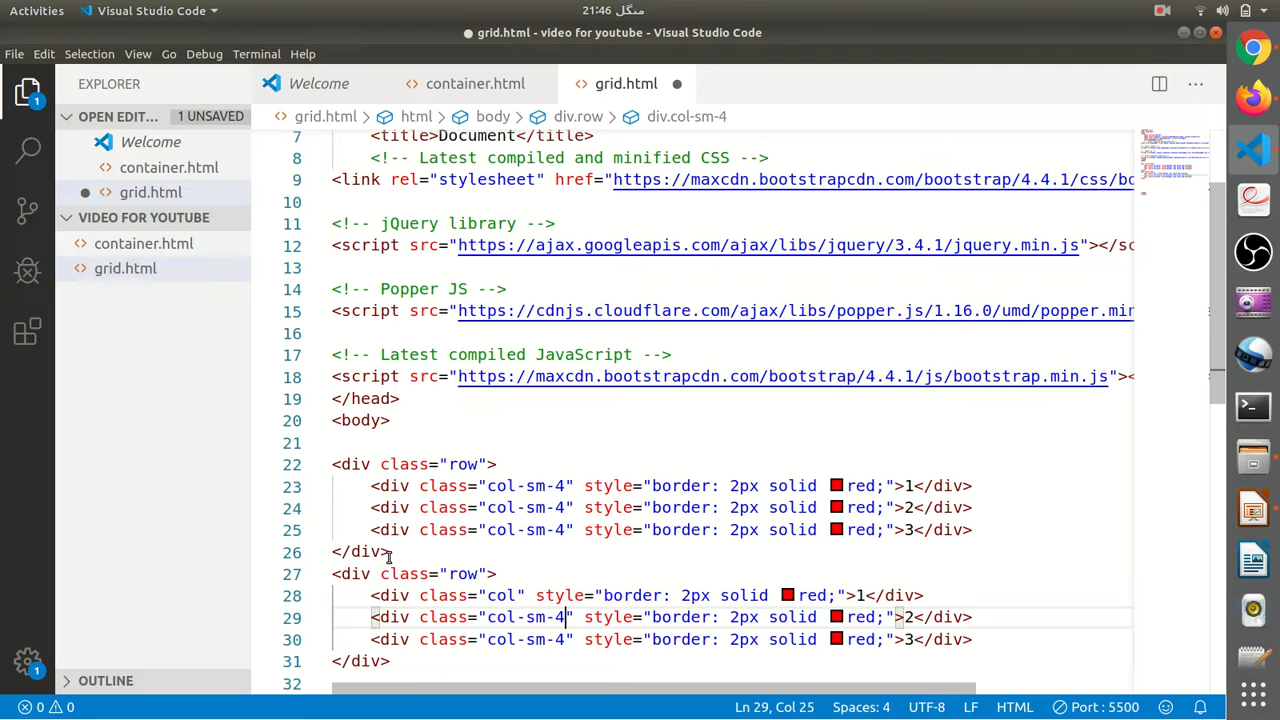 Activities
Visual Studio Code
21:46 منگل
grid.html - video for youtube - Visual Studio Code
File Edit Selection View Go Debug Terminal Help
EXPLORER
Welcome
container.html
grid.html
OPEN EDIT... 1 UNSAVED
Welcome
container.html
grid.html
VIDEO FOR YOUTUBE
container.html
grid.html
OUTLINE
1
1
grid.html > html > body > div.row > div.col-sm-4
7 <title>Document</title>
8 <!-- Latest compiled and minified CSS -->
9 <link rel="stylesheet" href="https://maxcdn.bootstrapcdn.com/bootstrap/4.4.1/css/bo
10
11 <!-- jQuery library -->
12 <script src="https://ajax.googleapis.com/ajax/libs/jquery/3.4.1/jquery.min.js"></sc
13
14 <!-- Popper JS -->
15 <script src="https://cdnjs.cloudflare.com/ajax/libs/popper.js/1.16.0/umd/popper.min
16
17 <!-- Latest compiled JavaScript -->
18 <script src="https://maxcdn.bootstrapcdn.com/bootstrap/4.4.1/js/bootstrap.min.js"><
19 </head>
20 <body>
21
22 <div class="row">
23 <div class="col-sm-4" style="border: 2px solid red;">1</div>
24 <div class="col-sm-4" style="border: 2px solid red;">2</div>
25 <div class="col-sm-4" style="border: 2px solid red;">3</div>
26 </div>
27 <div class="row">
28 <div class="col" style="border: 2px solid red;">1</div>
29 <div class="col-sm-4" style="border: 2px solid red;">2</div>
30 <div class="col-sm-4" style="border: 2px solid red;">3</div>
31 </div>
32
0 0 Ln 29, Col 25 Spaces: 4 UTF-8 LF HTML Port : 5500